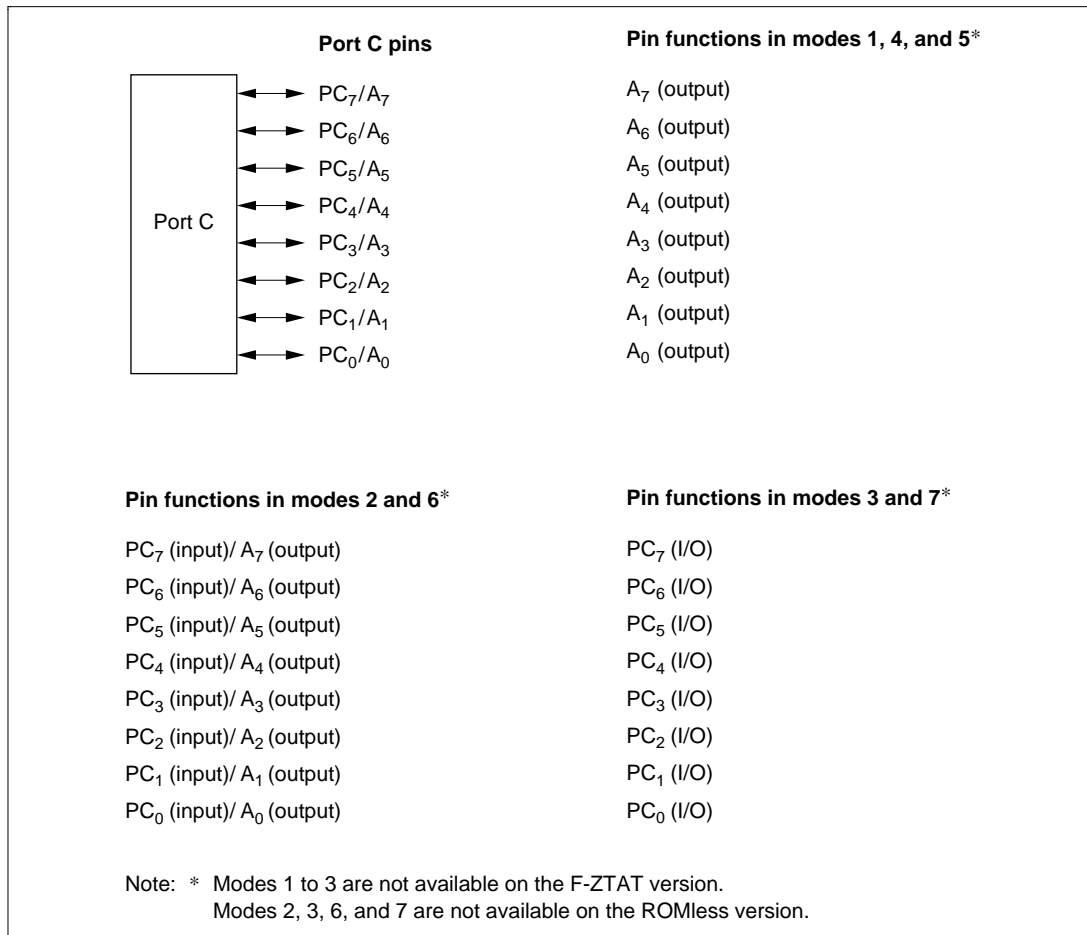 Port C pins
Pin functions in modes 1, 4, and 5*
Port C
PC₇/A₇
A₇ (output)
PC₆/A₆
A₆ (output)
PC₅/A₅
A₅ (output)
PC₄/A₄
A₄ (output)
PC₃/A₃
A₃ (output)
PC₂/A₂
A₂ (output)
PC₁/A₁
A₁ (output)
PC₀/A₀
A₀ (output)
Pin functions in modes 2 and 6*
PC₇ (input)/ A₇ (output)
PC₆ (input)/ A₆ (output)
PC₅ (input)/ A₅ (output)
PC₄ (input)/ A₄ (output)
PC₃ (input)/ A₃ (output)
PC₂ (input)/ A₂ (output)
PC₁ (input)/ A₁ (output)
PC₀ (input)/ A₀ (output)
Pin functions in modes 3 and 7*
PC₇ (I/O)
PC₆ (I/O)
PC₅ (I/O)
PC₄ (I/O)
PC₃ (I/O)
PC₂ (I/O)
PC₁ (I/O)
PC₀ (I/O)
Note: * Modes 1 to 3 are not available on the F-ZTAT version.
Modes 2, 3, 6, and 7 are not available on the ROMless version.